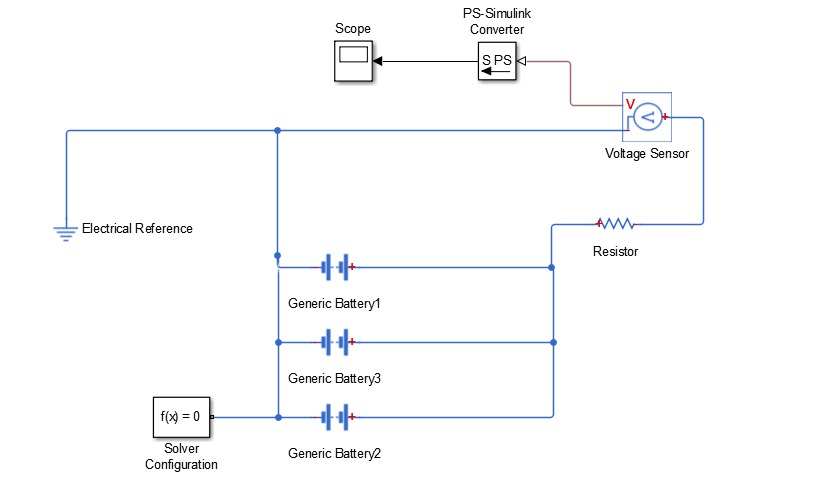 PS-Simulink
Converter
Scope
S PS
V
+
V
Voltage Sensor
Electrical Reference
+
Resistor
+
Generic Battery1
+
Generic Battery3
f(x) = 0
+
Solver
Configuration
Generic Battery2